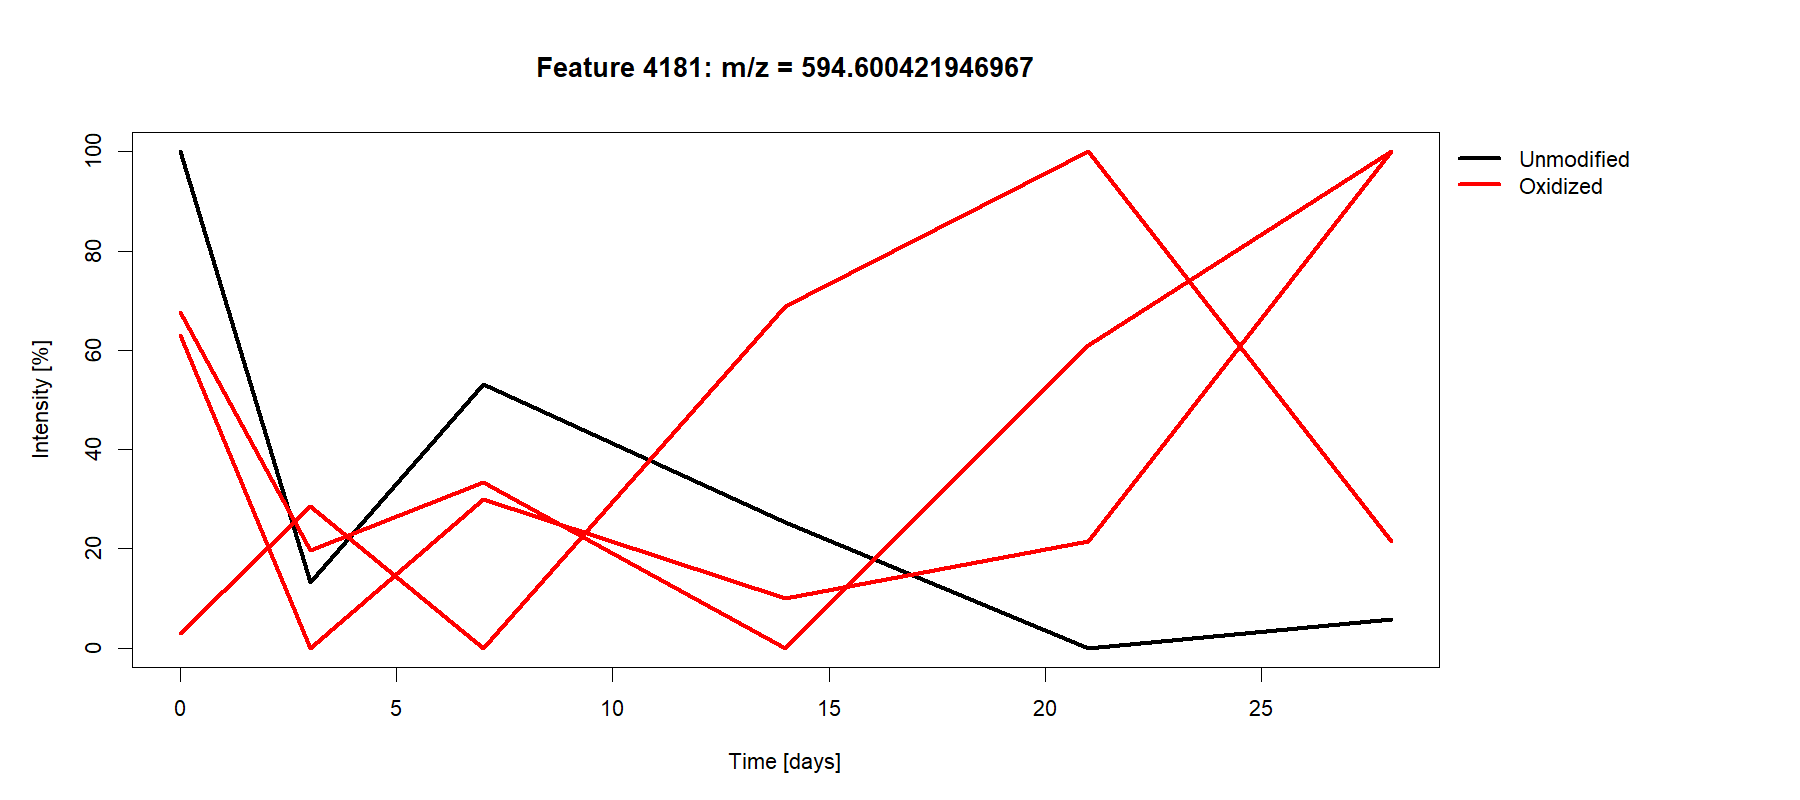 Feature 4181: m/z = 594.600421946967
Unmodified
Oxidized
Intensity [%]
100
80
60
40
20
0
0 5 10 15 20 25
Time [days]